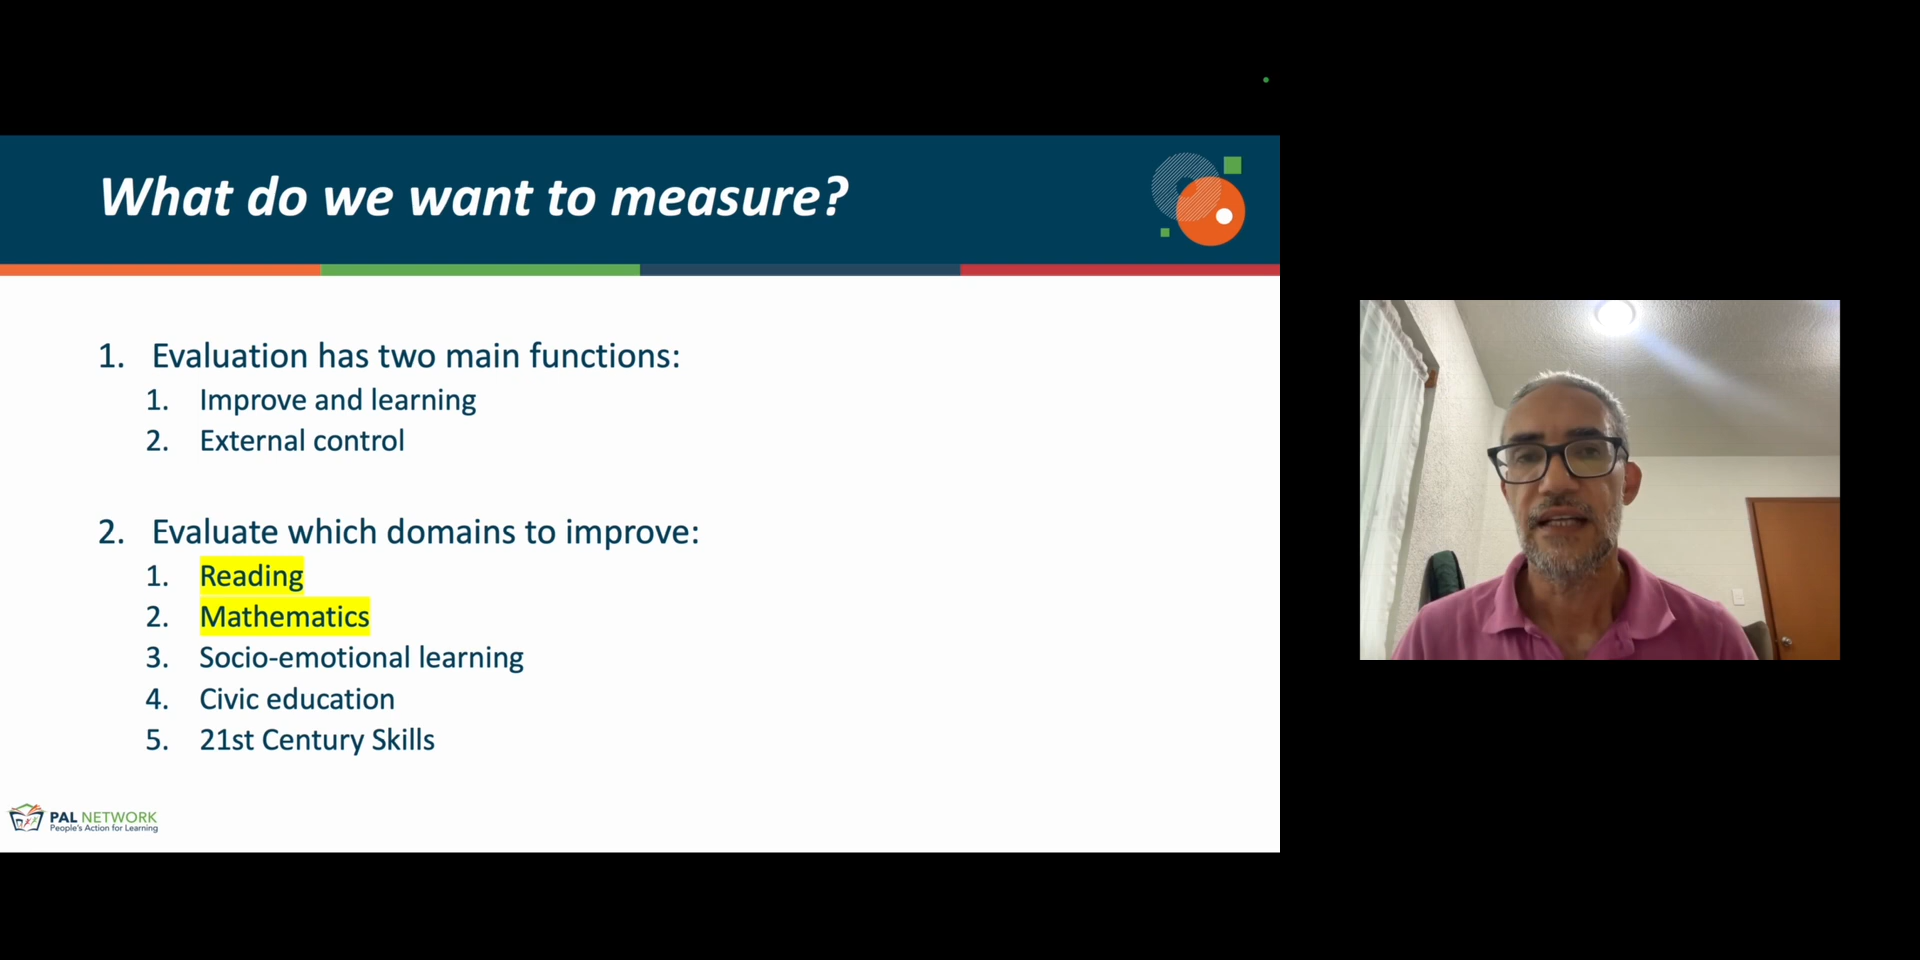 What do we want to measure?
1. Evaluation has two main functions:
1. Improve and learning
2. External control
2. Evaluate which domains to improve:
1. Reading
2. Mathematics
3. Socio-emotional learning
4. Civic education
5. 21st Century Skills
PAL NETWORK
People's Action for Learning